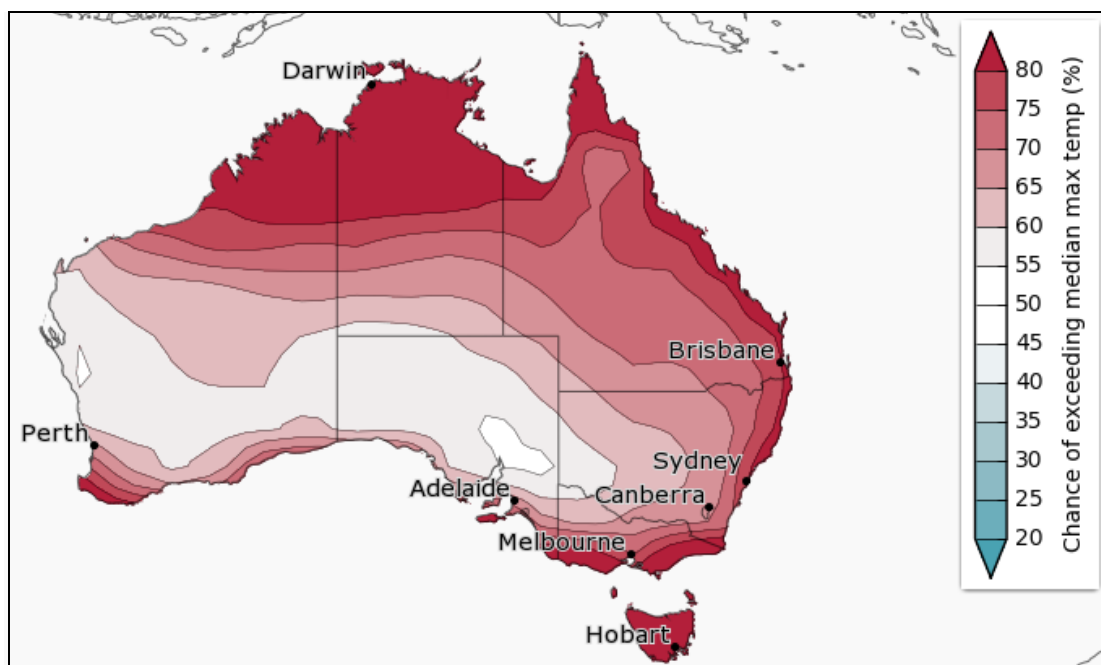 Darwin
Brisbane
Perth
Sydney
Adelaide
Canberra
Melbourne
Hobart
80
75
70
65
60
55
50
45
40
35
30
25
20
Chance of exceeding median max temp (%)